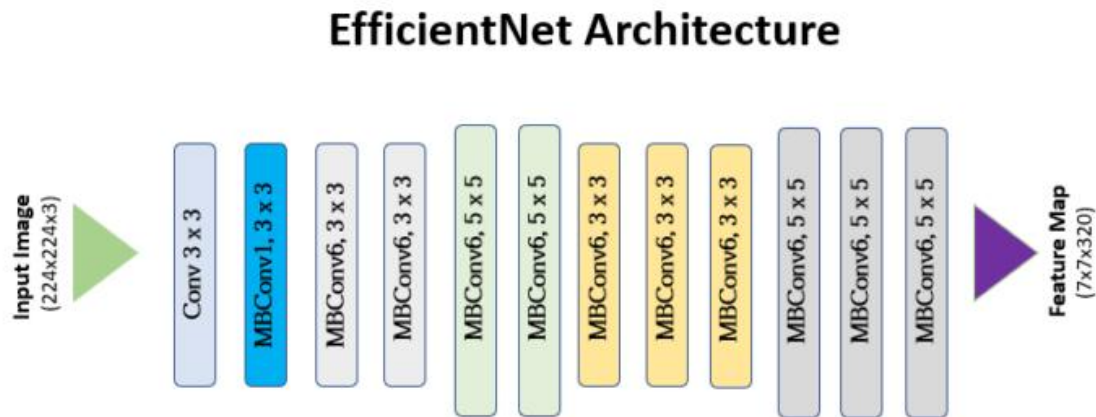 EfficientNet Architecture
Input Image
(224x224x3)
Conv 3 x 3
MBConv1, 3 x 3
MBConv6, 3 x 3
MBConv6, 3 x 3
MBConv6, 5 x 5
MBConv6, 5 x 5
MBConv6, 3 x 3
MBConv6, 3 x 3
MBConv6, 3 x 3
MBConv6, 5 x 5
MBConv6, 5 x 5
MBConv6, 5 x 5
Feature Map
(7x7x320)